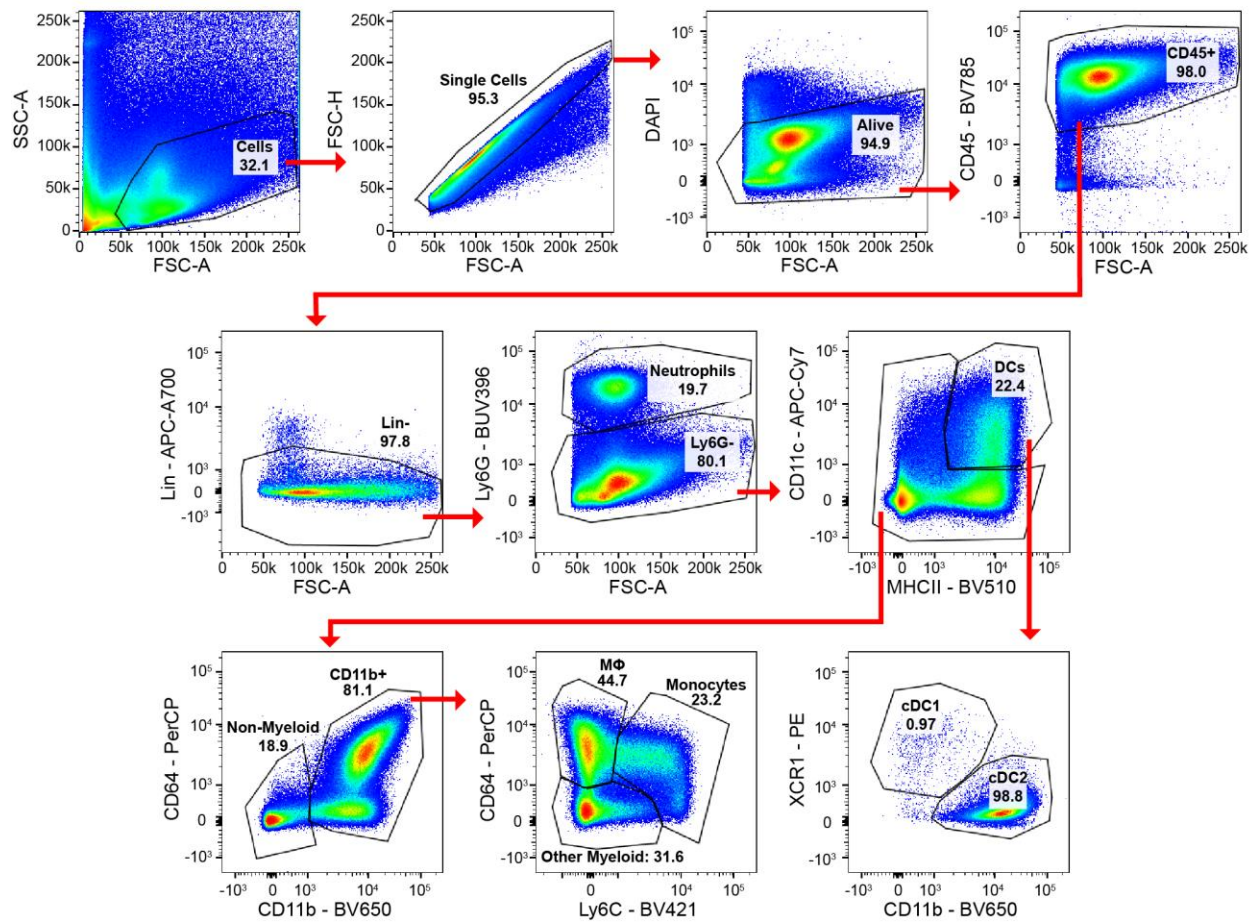 250k
200k
150k
100k
50k
0
SSC-A
Cells
32.1
0 50k 100k 150k 200k 250k
FSC-A
250k
200k
150k
100k
50k
0
FSC-H
Single Cells
95.3
0 50k 100k 150k 200k 250k
FSC-A
10⁵
10⁴
10³
0
-10³
DAPI
Alive
94.9
0 50k 100k 150k 200k 250k
FSC-A
10⁵
10⁴
10³
0
-10³
CD45 - BV785
CD45+
98.0
50k 100k 150k 200k 250k
FSC-A
10⁵
10⁴
10³
0
-10³
Lin - APC-A700
Lin-
97.8
0 50k 100k 150k 200k 250k
FSC-A
10⁵
10⁴
10³
0
-10³
Ly6G - BUV396
Neutrophils
19.7
Ly6G-
80.1
0 50k 100k 150k 200k 250k
FSC-A
10⁵
10⁴
10³
0
-10³
CD11c - APC-Cy7
DCs
22.4
-10³ 0 10³ 10⁴ 10⁵
MHCII - BV510
10⁵
10⁴
10³
0
-10³
CD64 - PerCP
CD11b+
81.1
Non-Myeloid
18.9
-10³ 0 10³ 10⁴ 10⁵
CD11b - BV650
10⁵
10⁴
10³
0
-10³
CD64 - PerCP
MΦ
44.7
Monocytes
23.2
Other Myeloid: 31.6
0 10³ 10⁴ 10⁵
Ly6C - BV421
10⁵
10⁴
10³
0
-10³
XCR1 - PE
cDC1
0.97
cDC2
98.8
-10³ 0 10³ 10⁴ 10⁵
CD11b - BV650